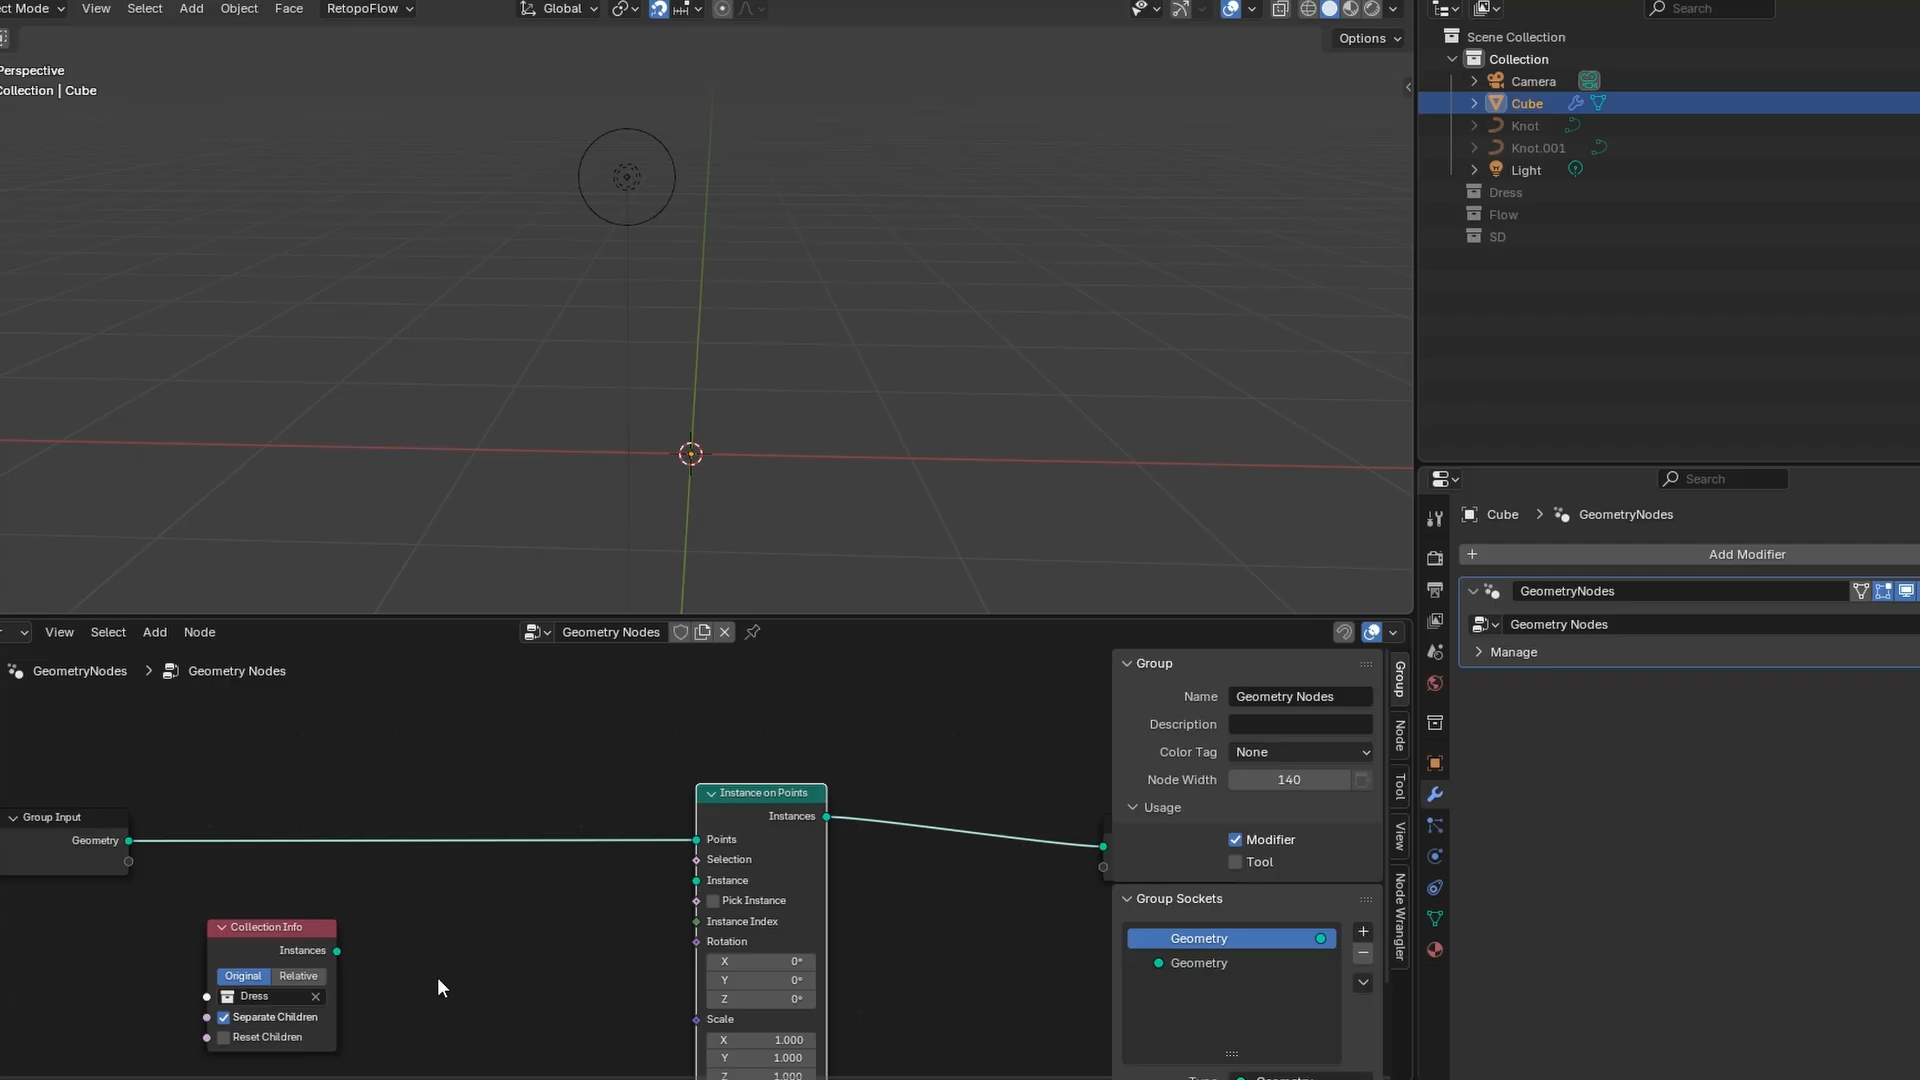 ect Mode View Select Add Object Face RetopoFlow Global Search
Options
Perspective
Collection | Cube
Scene Collection
Collection
Camera
Cube
Knot
Knot.001
Light
Dress
Flow
SD
Search
Cube > GeometryNodes
+ Add Modifier
GeometryNodes
Geometry Nodes
Manage
View Select Add Node Geometry Nodes
GeometryNodes > Geometry Nodes
Group
Name Geometry Nodes
Description
Color Tag None
Node Width 140
Usage
Modifier
Tool
Group Sockets
Geometry
Geometry
Geometry
Group
Node
Tool
View
Node Wrangler
Group Input
Geometry
Collection Info
Instances
Original Relative
Dress
Separate Children
Reset Children
Instance on Points
Instances
Points
Selection
Instance
Pick Instance
Instance Index
Rotation
X 0°
Y 0°
Z 0°
Scale
X 1.000
Y 1.000
Z 1.000